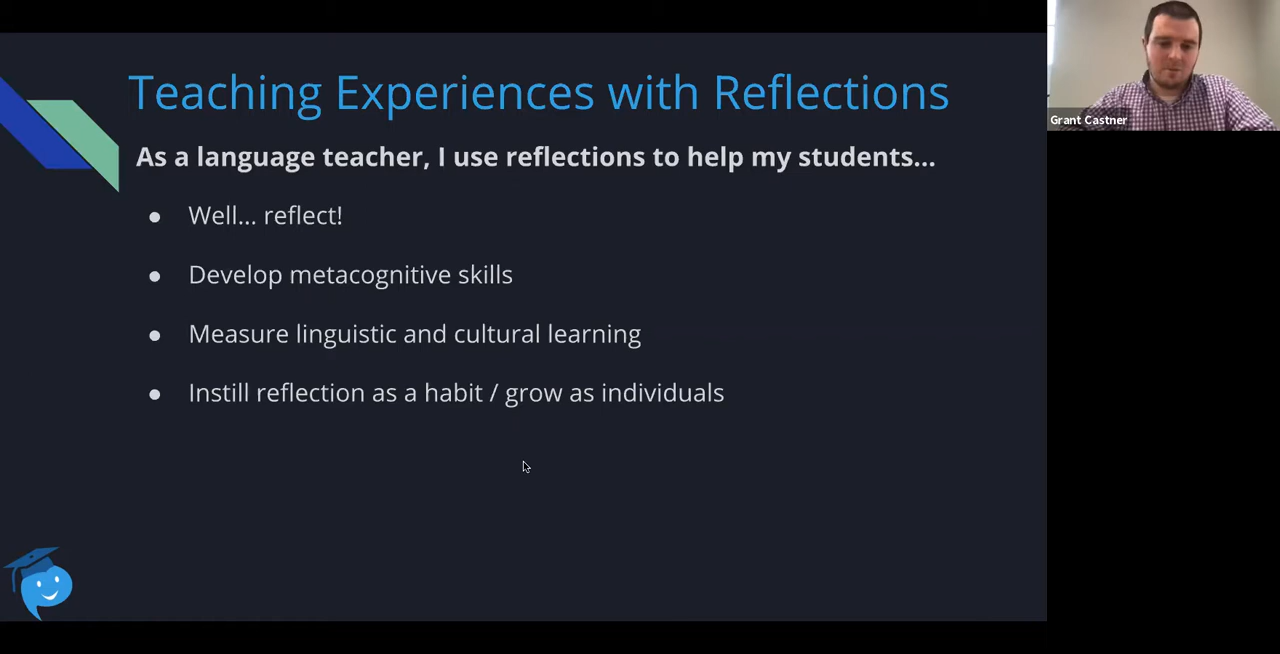 Teaching Experiences with Reflections
As a language teacher, I use reflections to help my students...
● Well... reflect!
● Develop metacognitive skills
● Measure linguistic and cultural learning
● Instill reflection as a habit / grow as individuals
Grant Castner